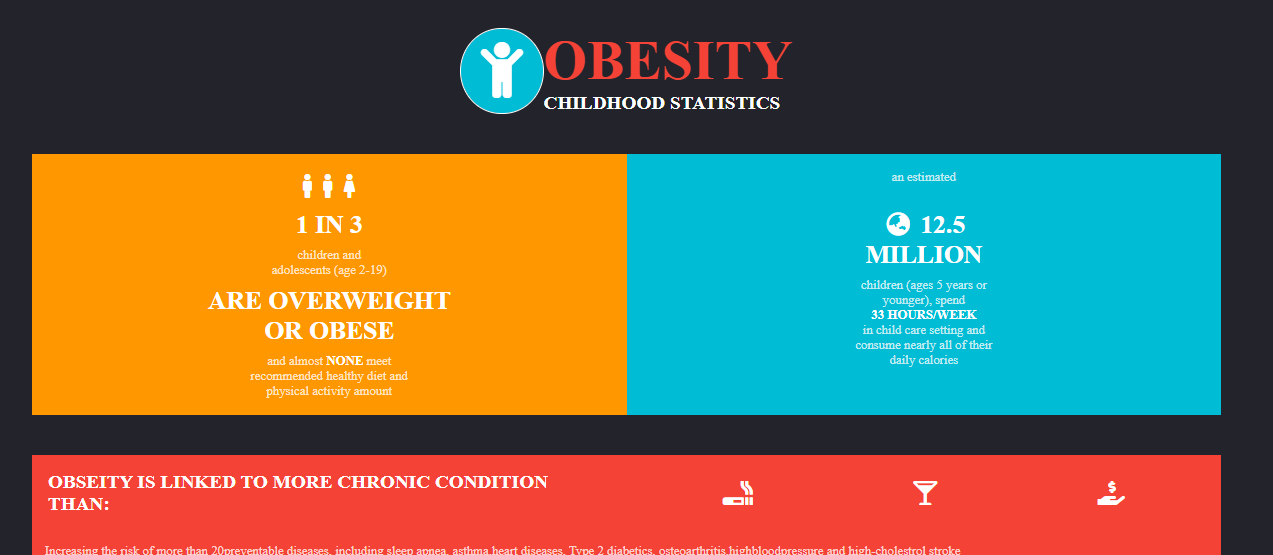 OBESITY
CHILDHOOD STATISTICS
1 IN 3
children and
adolescents (age 2-19)
ARE OVERWEIGHT
OR OBESE
and almost NONE meet
recommended healthy diet and
physical activity amount
an estimated
12.5
MILLION
children (ages 5 years or
younger), spend
33 HOURS/WEEK
in child care setting and
consume nearly all of their
daily calories
OBSEITY IS LINKED TO MORE CHRONIC CONDITION
THAN:
Increasing the risk of more than 20preventable diseases, including sleep apnea, asthma,heart diseases, Type 2 diabetics, osteoarthritis,highbloodpressure and high-cholestrol stroke